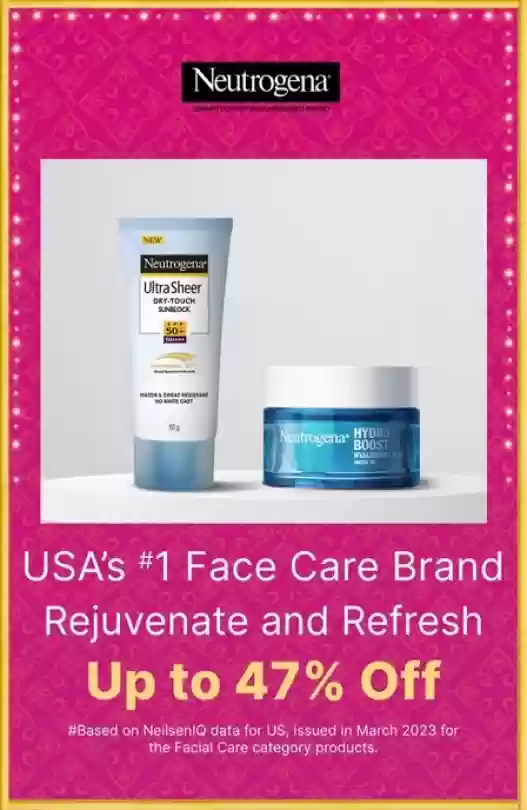 Neutrogena®
NEW
Neutrogena®
UltraSheer
DRY-TOUCH
SUNBLOCK
SPF
50+
PA++++
WATER & SWEAT RESISTANT
NO WHITE CAST
Neutrogena®
HYDRO
BOOST
USA's #1 Face Care Brand
Rejuvenate and Refresh
Up to 47% Off
#Based on NeilsenIQ data for US, issued in March 2023 for
the Facial Care category products.